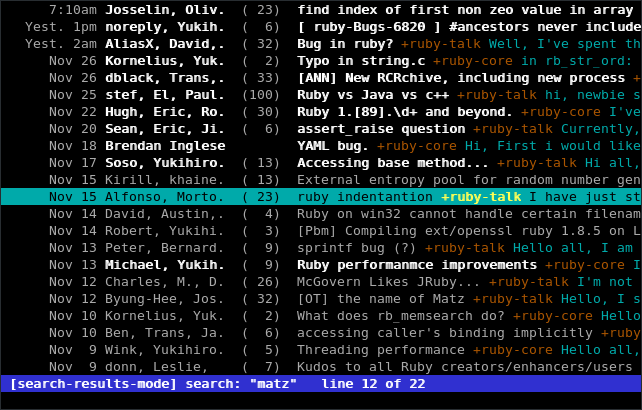 7:10am Josselin, Oliv. ( 23) find index of first non zeo value in array
Yest. 1pm noreply, Yukih. ( 6) [ ruby-Bugs-6820 ] #ancestors never include
Yest. 2am AliasX, David,. ( 32) Bug in ruby? +ruby-talk Well, I've spent th
Nov 26 Kornelius, Yuk. ( 2) Typo in string.c +ruby-core in rb_str_ord:
Nov 26 dblack, Trans,. ( 33) [ANN] New RCRchive, including new process +
Nov 25 stef, El, Paul. (100) Ruby vs Java vs c++ +ruby-talk hi, newbie s
Nov 22 Hugh, Eric, Ro. ( 30) Ruby 1.[89].\d+ and beyond. +ruby-core I've
Nov 20 Sean, Eric, Ji. ( 6) assert_raise question +ruby-talk Currently,
Nov 18 Brendan Inglese YAML bug. +ruby-core Hi, First i would like
Nov 17 Soso, Yukihiro. ( 13) Accessing base method... +ruby-talk Hi all,
Nov 15 Kirill, khaine. ( 13) External entropy pool for random number gen
Nov 15 Alfonso, Morto. ( 23) ruby indentantion +ruby-talk I have just st
Nov 14 David, Austin,. ( 4) Ruby on win32 cannot handle certain filenam
Nov 14 Robert, Yukihi. ( 3) [Pbm] Compiling ext/openssl ruby 1.8.5 on L
Nov 13 Peter, Bernard. ( 9) sprintf bug (?) +ruby-talk Hello all, I am
Nov 13 Michael, Yukih. ( 9) Ruby performanmce improvements +ruby-core I
Nov 12 Charles, M., D. ( 26) McGovern Likes JRuby... +ruby-talk I'm not
Nov 12 Byung-Hee, Jos. ( 32) [OT] the name of Matz +ruby-talk Hello, I s
Nov 10 Kornelius, Yuk. ( 2) What does rb_memsearch do? +ruby-core Hello
Nov 10 Ben, Trans, Ja. ( 6) accessing caller's binding implicitly +ruby
Nov 9 Wink, Yukihiro. ( 5) Threading performance +ruby-core Hello all,
Nov 9 donn, Leslie, ( 7) Kudos to all Ruby creators/enhancers/users
[search-results-mode] search: "matz" line 12 of 22